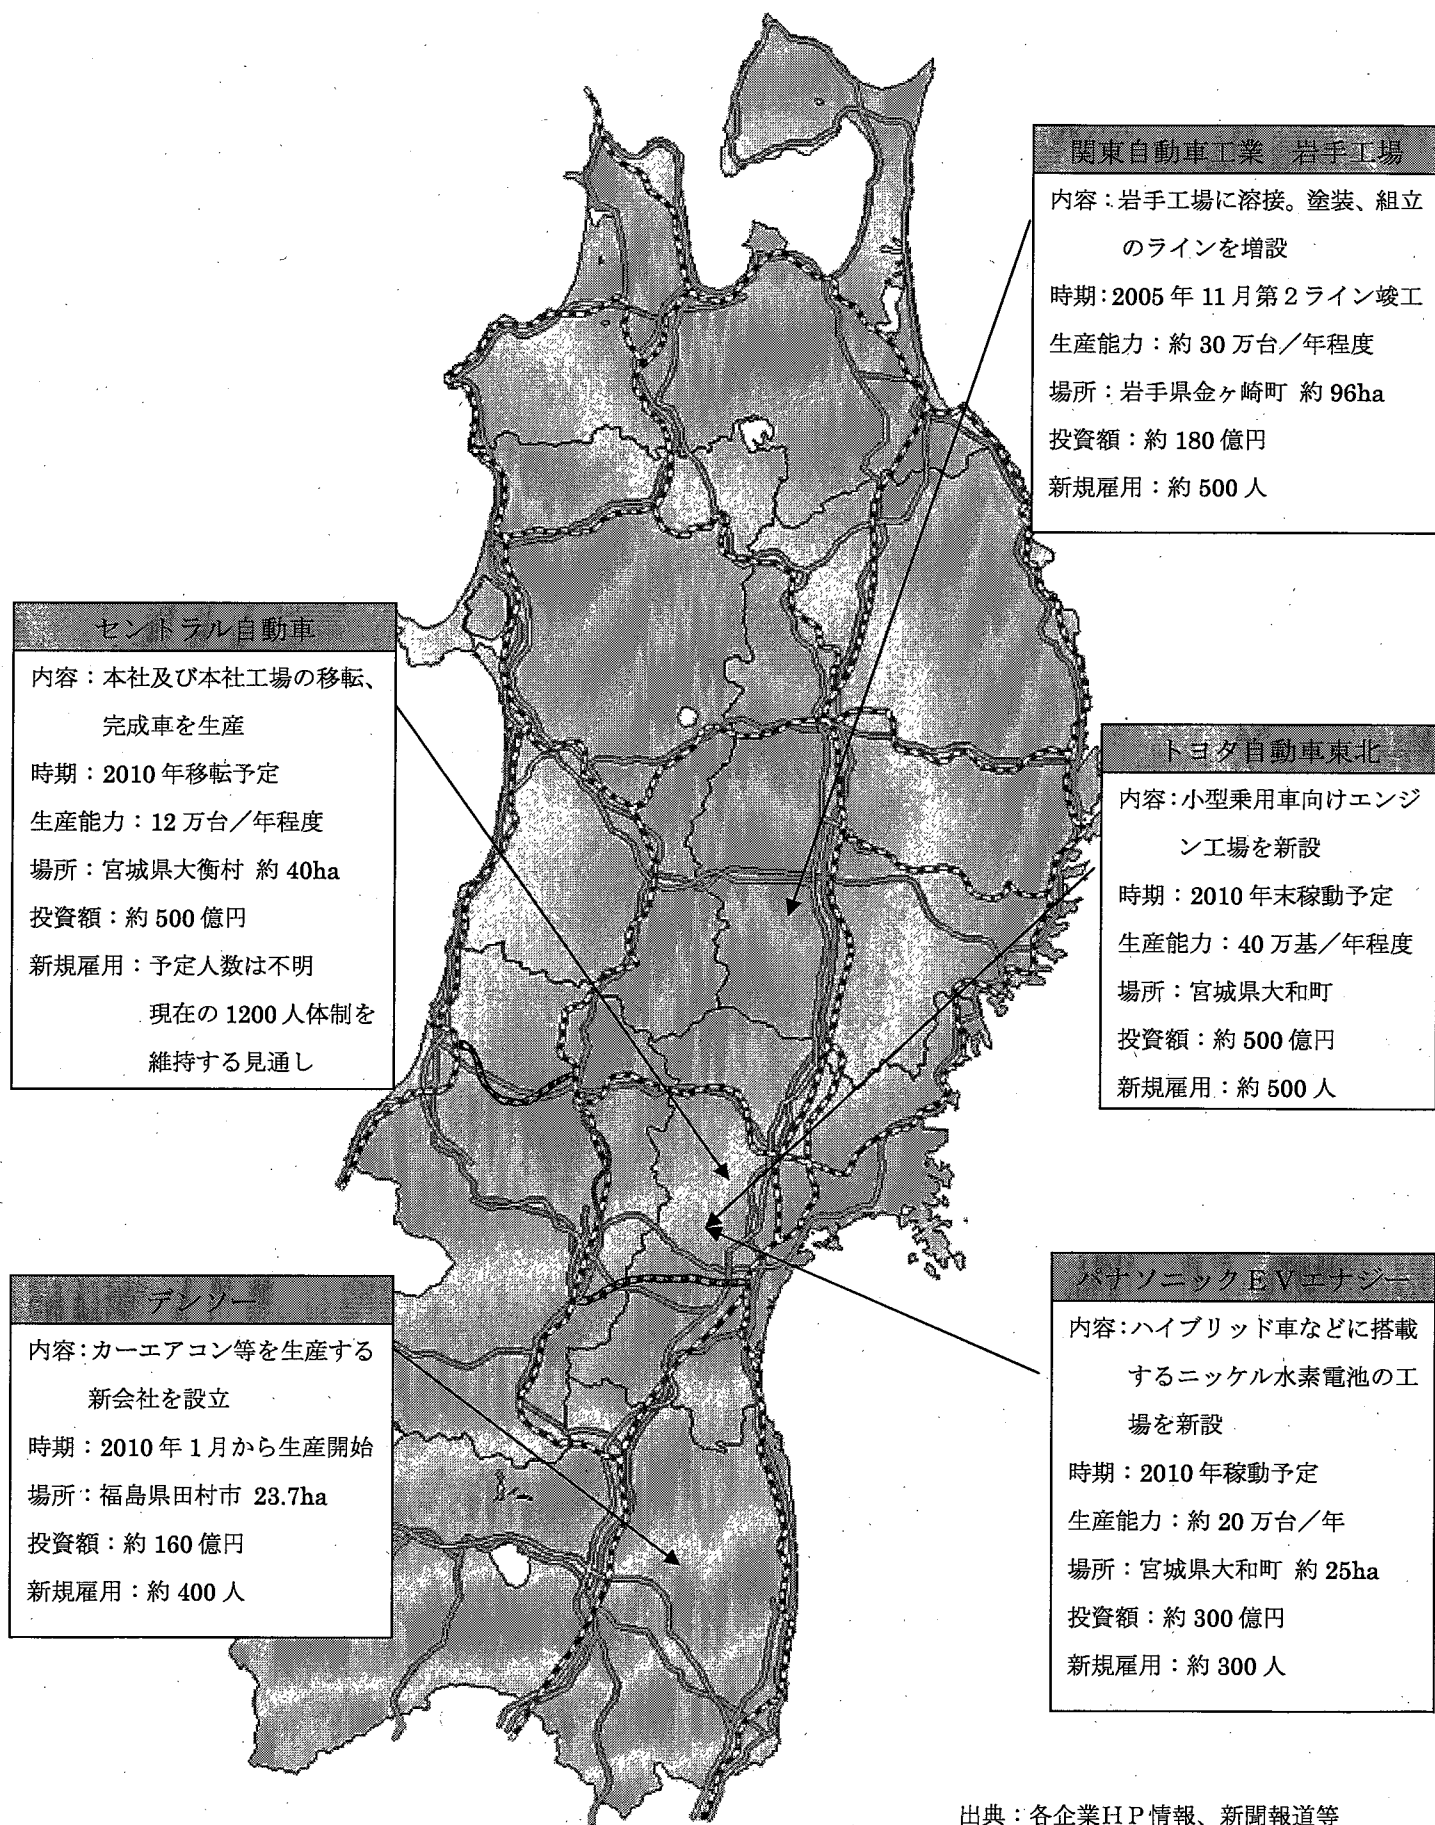 関東自動車工業 岩手工場
内容：岩手工場に溶接。塗装、組立
のラインを増設
時期：2005年11月第2ライン竣工
生産能力：約30万台／年程度
場所：岩手県金ヶ崎町 約96ha
投資額：約180億円
新規雇用：約500人
セントラル自動車
内容：本社及び本社工場の移転、
完成車を生産
時期：2010年移転予定
生産能力：12万台／年程度
場所：宮城県大衡村 約40ha
投資額：約500億円
新規雇用：予定人数は不明
現在の1200人体制を
維持する見通し
トヨタ自動車東北
内容：小型乗用車向けエンジ
ン工場を新設
時期：2010年末稼動予定
生産能力：40万基／年程度
場所：宮城県大和町
投資額：約500億円
新規雇用：約500人
デンソー
内容：カーエアコン等を生産する
新会社を設立
時期：2010年1月から生産開始
場所：福島県田村市 23.7ha
投資額：約160億円
新規雇用：約400人
パナソニックＥＶエナジー
内容：ハイブリッド車などに搭載
するニッケル水素電池の工
場を新設
時期：2010年稼動予定
生産能力：約20万台／年
場所：宮城県大和町 約25ha
投資額：約300億円
新規雇用：約300人
出典：各企業ＨＰ情報、新聞報道等